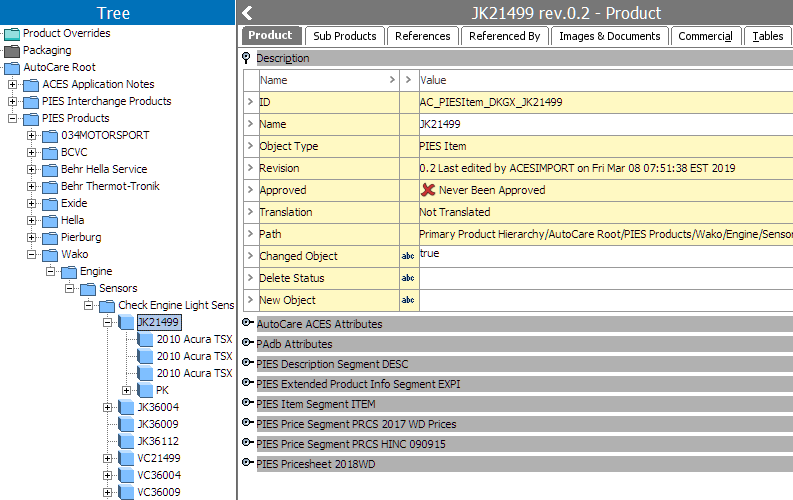 Tree
Product Overrides
Packaging
AutoCare Root
ACES Application Notes
PIES Interchange Products
PIES Products
034MOTORSPORT
BCVC
Behr Hella Service
Behr Thermot-Tronik
Exide
Hella
Pierburg
Wako
Engine
Sensors
Check Engine Light Sens
JK21499
2010 Acura TSX
2010 Acura TSX
2010 Acura TSX
PK
JK36004
JK36009
JK36112
VC21499
VC36004
VC36009
JK21499 rev.0.2 - Product
Product Sub Products References Referenced By Images & Documents Commercial Tables
Description
Name > > Value
> ID AC_PIESItem_DKGX_JK21499
> Name JK21499
> Object Type PIES Item
> Revision 0.2 Last edited by ACESIMPORT on Fri Mar 08 07:51:38 EST 2019
> Approved Never Been Approved
> Translation Not Translated
> Path Primary Product Hierarchy/AutoCare Root/PIES Products/Wako/Engine/Sensor
> Changed Object abc true
> Delete Status abc
> New Object abc
AutoCare ACES Attributes
PAdb Attributes
PIES Description Segment DESC
PIES Extended Product Info Segment EXPI
PIES Item Segment ITEM
PIES Price Segment PRCS 2017 WD Prices
PIES Price Segment PRCS HINC 090915
PIES Pricesheet 2018WD